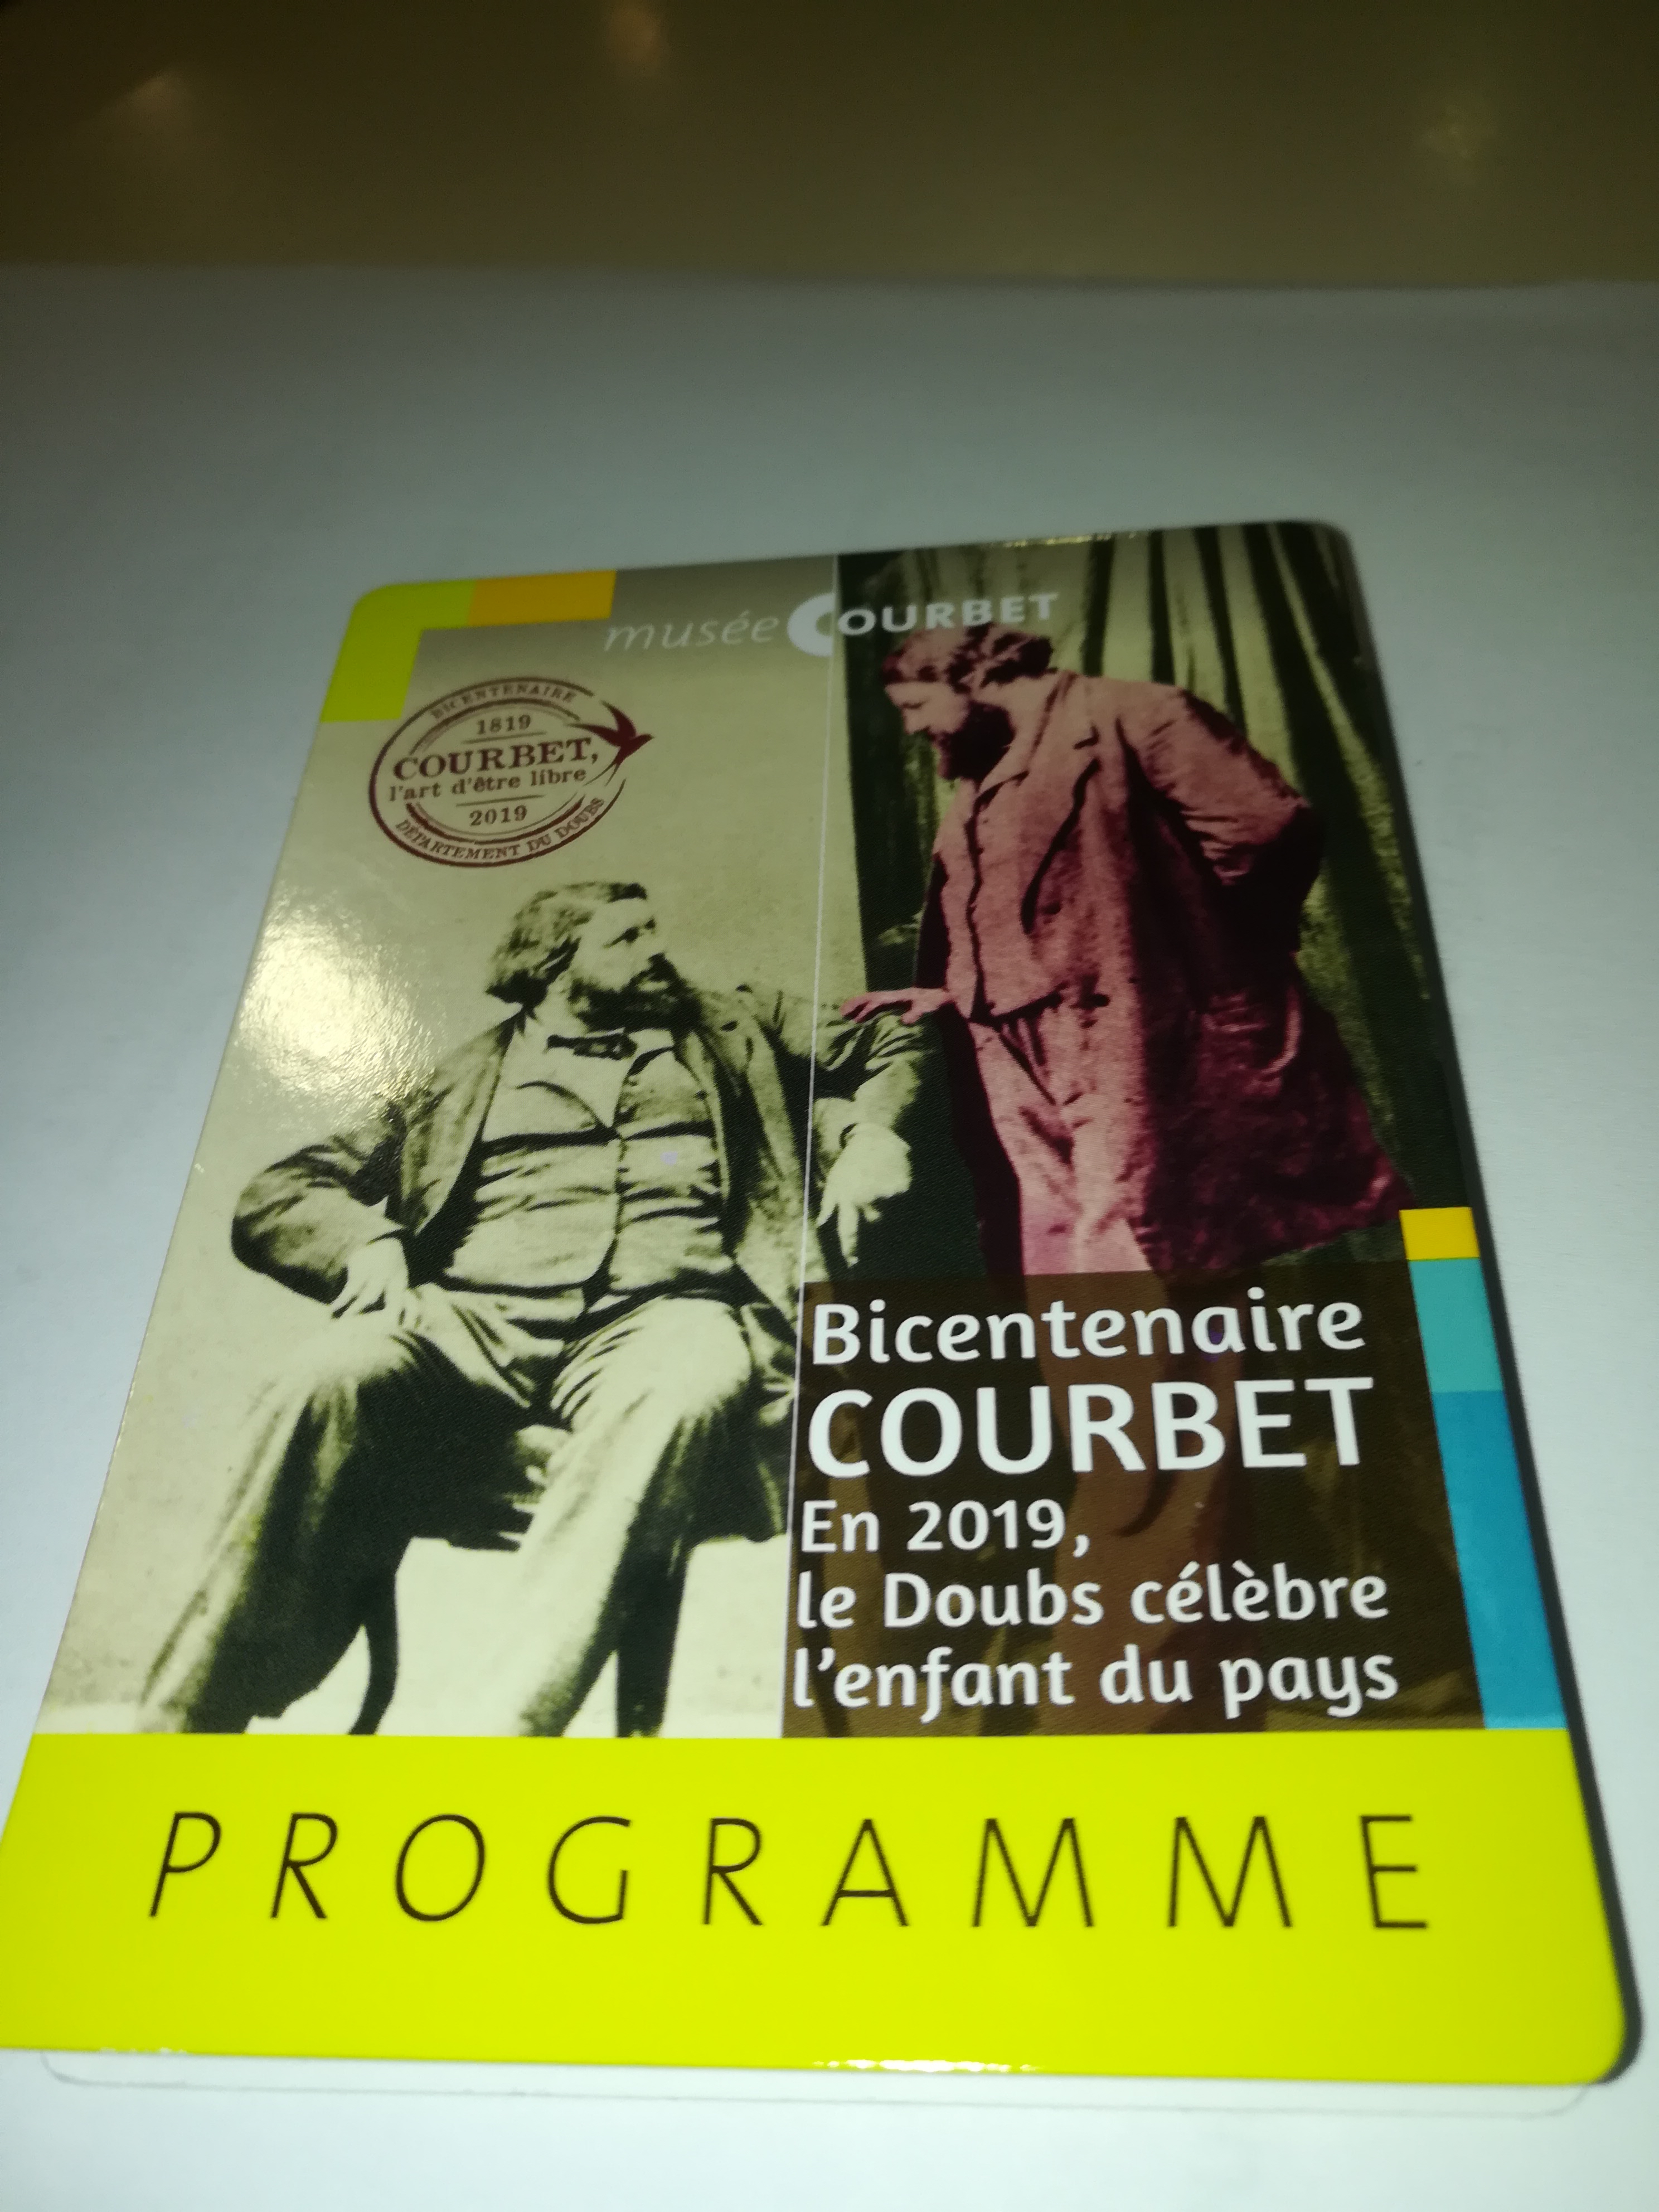 musée COURBET
BICENTENAIRE
1819
COURBET,
l'art d'être libre
2019
DÉPARTEMENT DU DOUBS
Bicentenaire
COURBET
En 2019,
le Doubs célèbre
l'enfant du pays
PROGRAMME